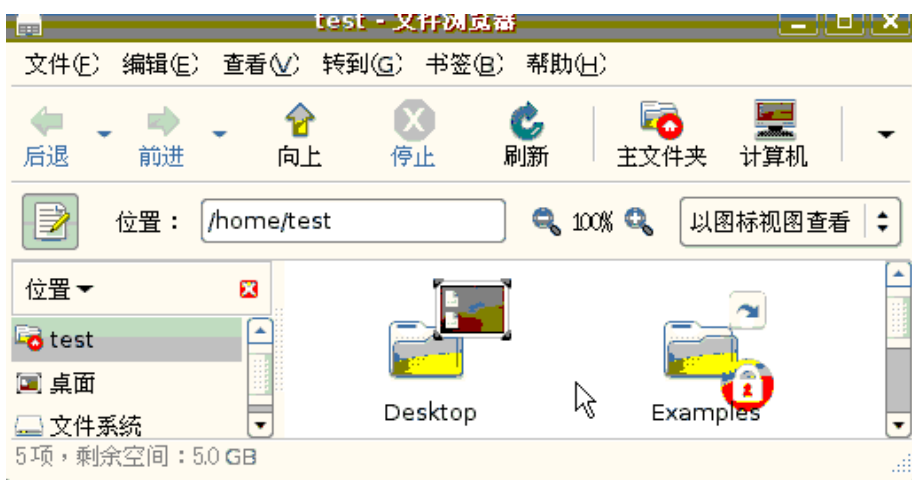 test - 文件浏览器
文件(F) 编辑(E) 查看(V) 转到(G) 书签(B) 帮助(H)
后退 前进 向上 停止 刷新 主文件夹 计算机
位置： /home/test 100% 以图标视图查看
位置
test
桌面
文件系统
Desktop Examples
5项，剩余空间：5.0 GB